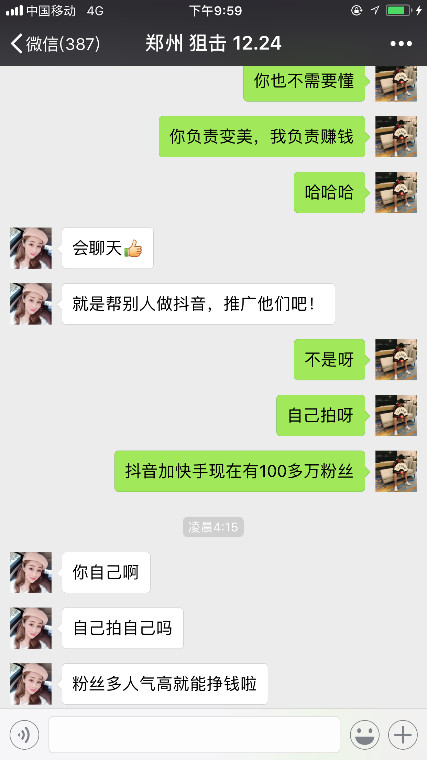 中国移动 4G 下午9:59
微信(387) 郑州 狙击 12.24
你也不需要懂
你负责变美，我负责赚钱
哈哈哈
会聊天👍
就是帮别人做抖音，推广他们吧！
不是呀
自己拍呀
抖音加快手现在有100多万粉丝
凌晨4:15
你自己啊
自己拍自己吗
粉丝多人气高就能挣钱啦